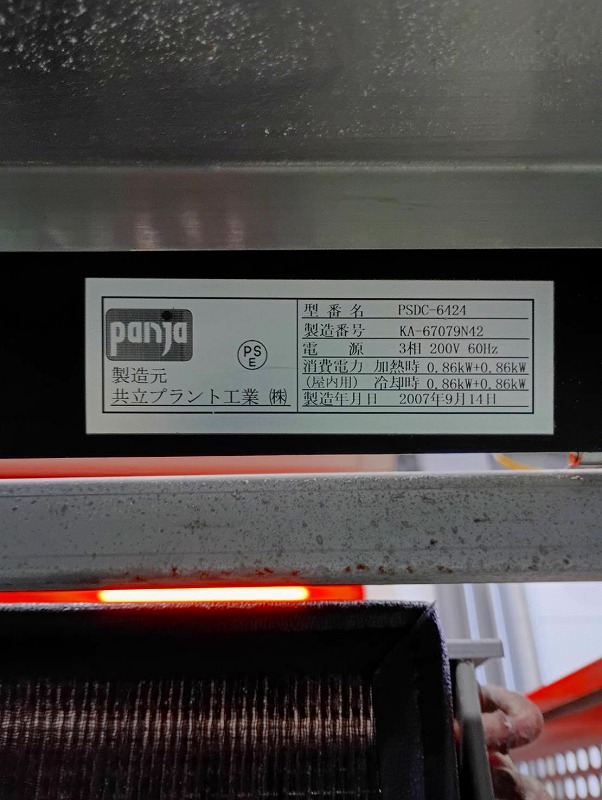 panja
PS
E
製造元
共立プラント工業 ㈱
型番名 PSDC-6424
製造番号 KA-67079N42
電源 3相 200V 60Hz
消費電力 加熱時 0.86kW+0.86kW
(屋内用) 冷却時 0.86kW+0.86kW
製造年月日 2007年9月14日